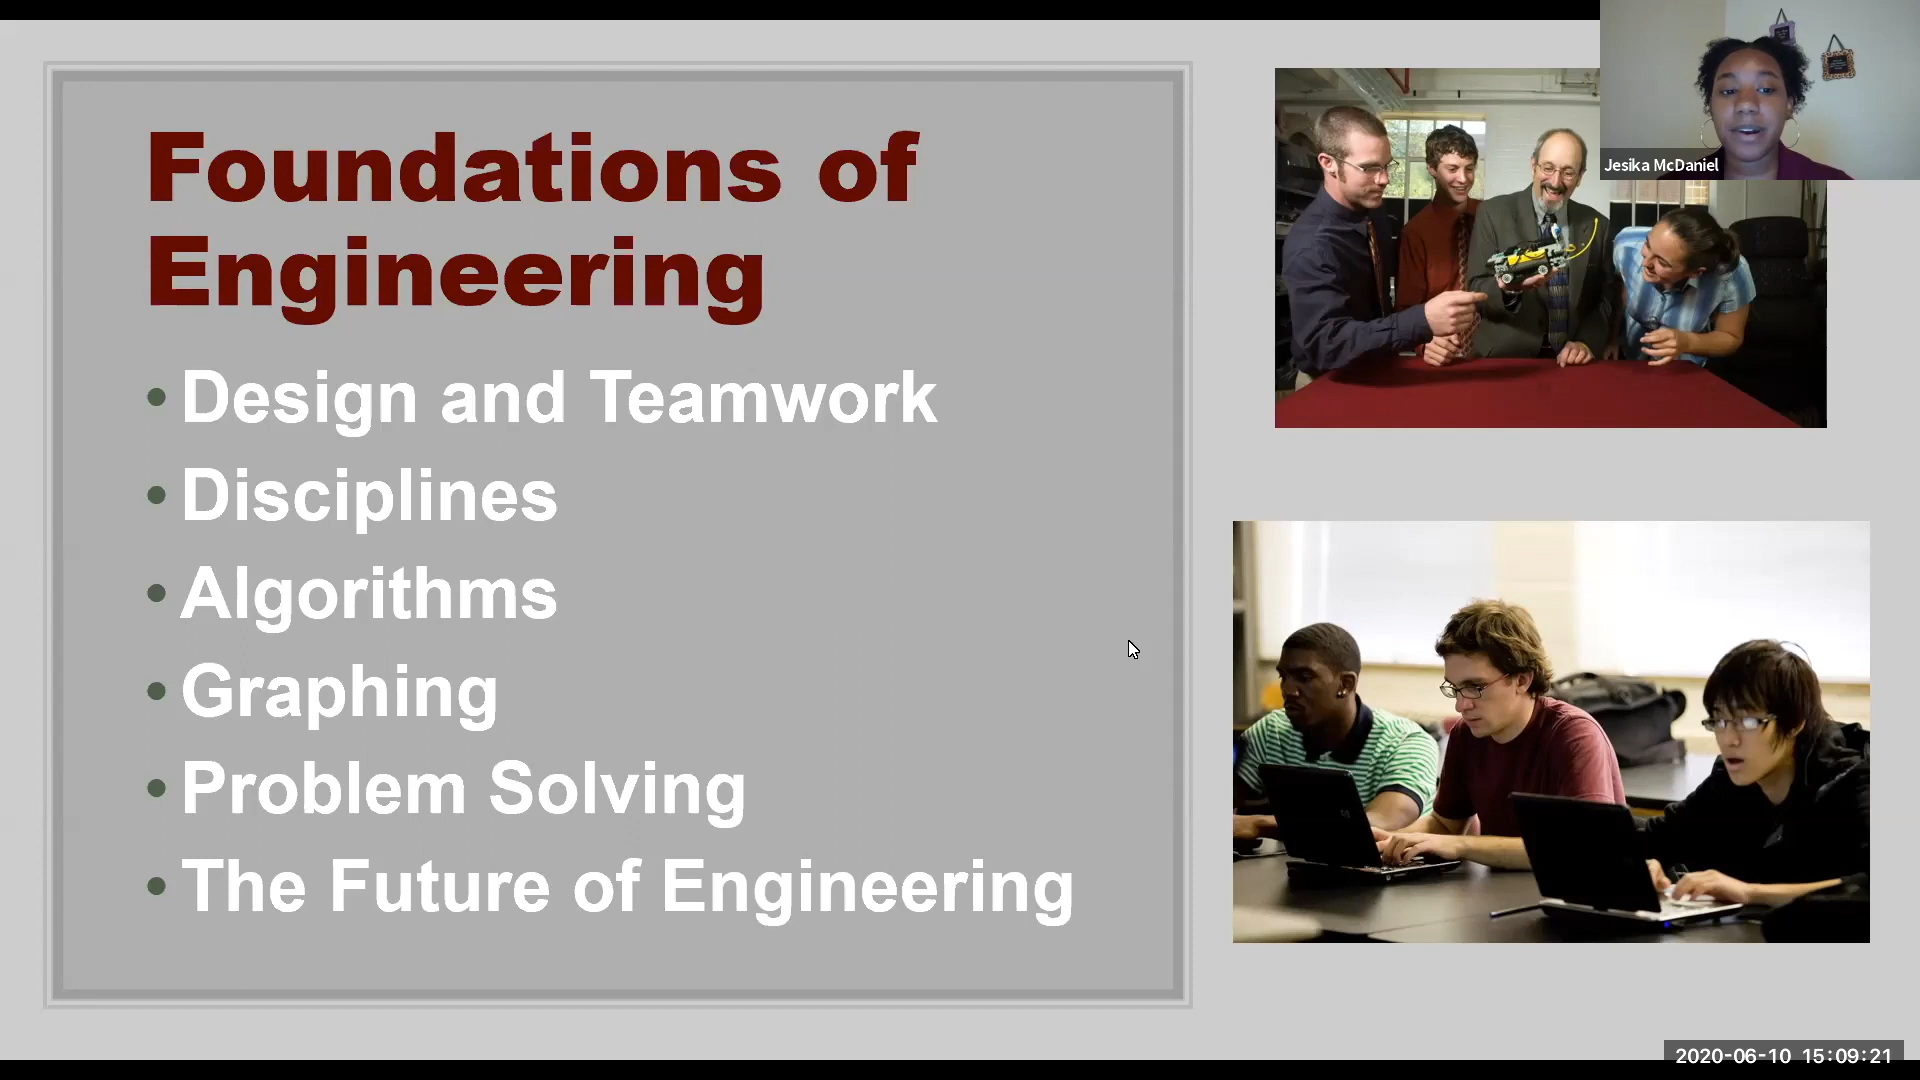 Foundations of
Engineering
• Design and Teamwork
• Disciplines
• Algorithms
• Graphing
• Problem Solving
• The Future of Engineering
Jesika McDaniel
2020-06-10 15:09:21